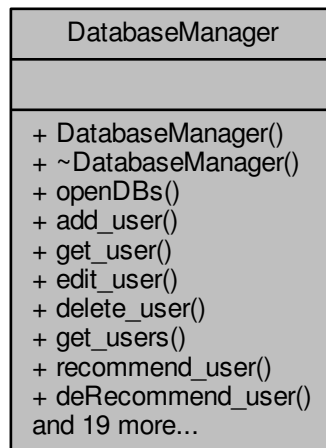 DatabaseManager
+ DatabaseManager()
+ ~DatabaseManager()
+ openDBs()
+ add_user()
+ get_user()
+ edit_user()
+ delete_user()
+ get_users()
+ recommend_user()
+ deRecommend_user()
and 19 more...